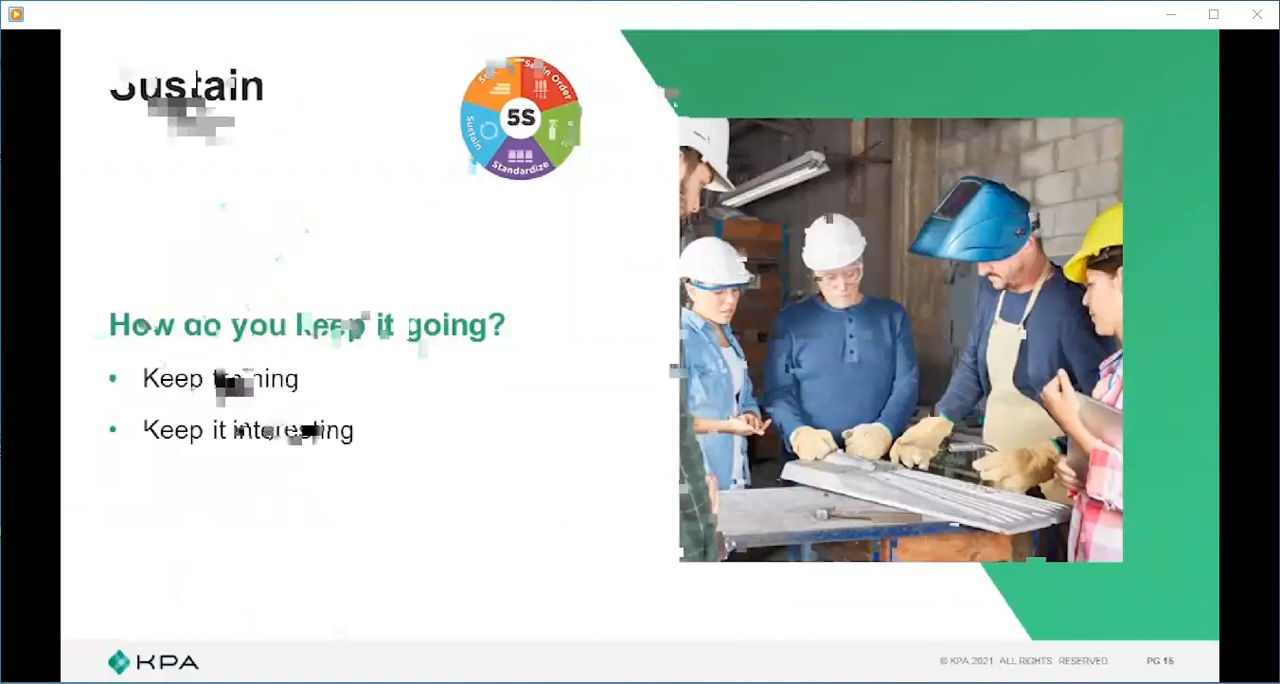 Sustain
Set in Order
5S
Sustain
Standardize
How do you keep it going?
Keep training
Keep it interesting
KPA
© KPA 2021. ALL RIGHTS RESERVED
PG 15